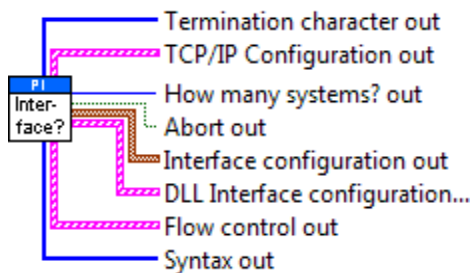 Termination character out
TCP/IP Configuration out
PI
How many systems? out
Inter-
face?
Abort out
Interface configuration out
DLL Interface configuration...
Flow control out
Syntax out